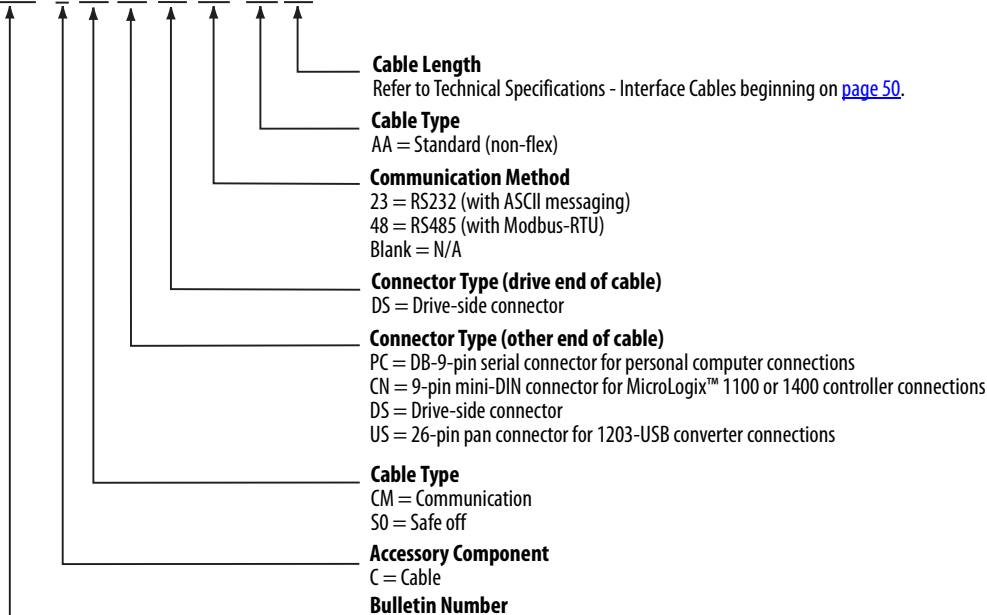 Cable Length
Refer to Technical Specifications - Interface Cables beginning on page 50.
Cable Type
AA = Standard (non-flex)
Communication Method
23 = RS232 (with ASCII messaging)
48 = RS485 (with Modbus-RTU)
Blank = N/A
Connector Type (drive end of cable)
DS = Drive-side connector
Connector Type (other end of cable)
PC = DB-9-pin serial connector for personal computer connections
CN = 9-pin mini-DIN connector for MicroLogix™ 1100 or 1400 controller connections
DS = Drive-side connector
US = 26-pin pan connector for 1203-USB converter connections
Cable Type
CM = Communication
S0 = Safe off
Accessory Component
C = Cable
Bulletin Number